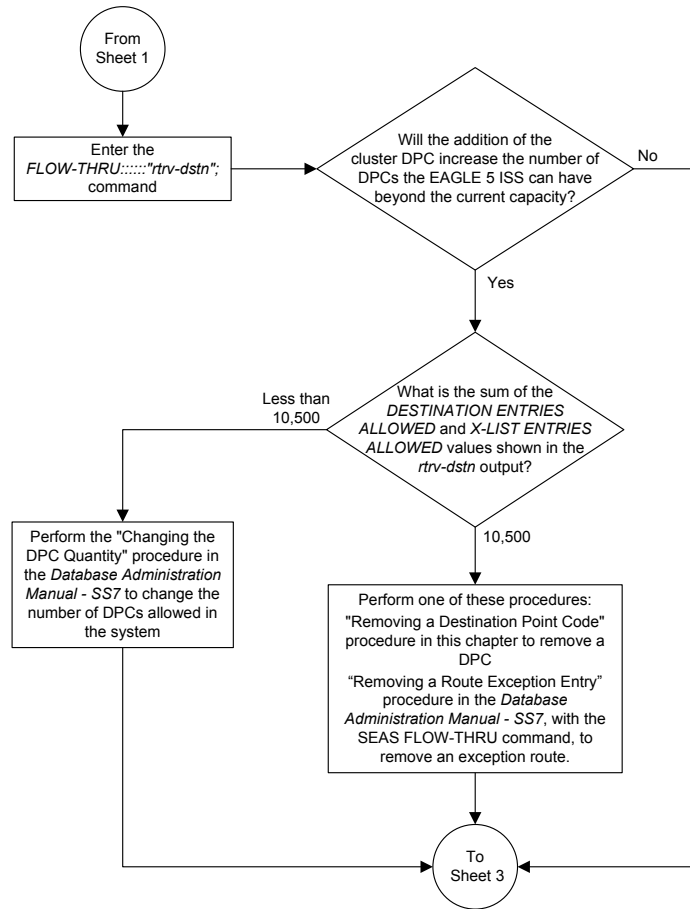 From
Sheet 1
Enter the
FLOW-THRU::::::"rtrv-dstn";
command
Will the addition of the
cluster DPC increase the number of
DPCs the EAGLE 5 ISS can have
beyond the current capacity?
No
Yes
What is the sum of the
DESTINATION ENTRIES
ALLOWED and X-LIST ENTRIES
ALLOWED values shown in the
rtrv-dstn output?
Less than
10,500
10,500
Perform the "Changing the
DPC Quantity" procedure in
the Database Administration
Manual - SS7 to change the
number of DPCs allowed in
the system
Perform one of these procedures:
"Removing a Destination Point Code"
procedure in this chapter to remove a
DPC
“Removing a Route Exception Entry”
procedure in the Database
Administration Manual - SS7, with the
SEAS FLOW-THRU command, to
remove an exception route.
To
Sheet 3